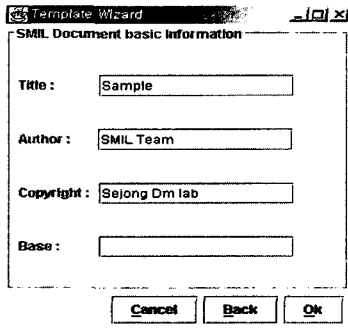 Template Wizard
SMIL Document basic information
Title : Sample
Author : SMIL Team
Copyright : Sejong Dm lab
Base :
Cancel Back Ok